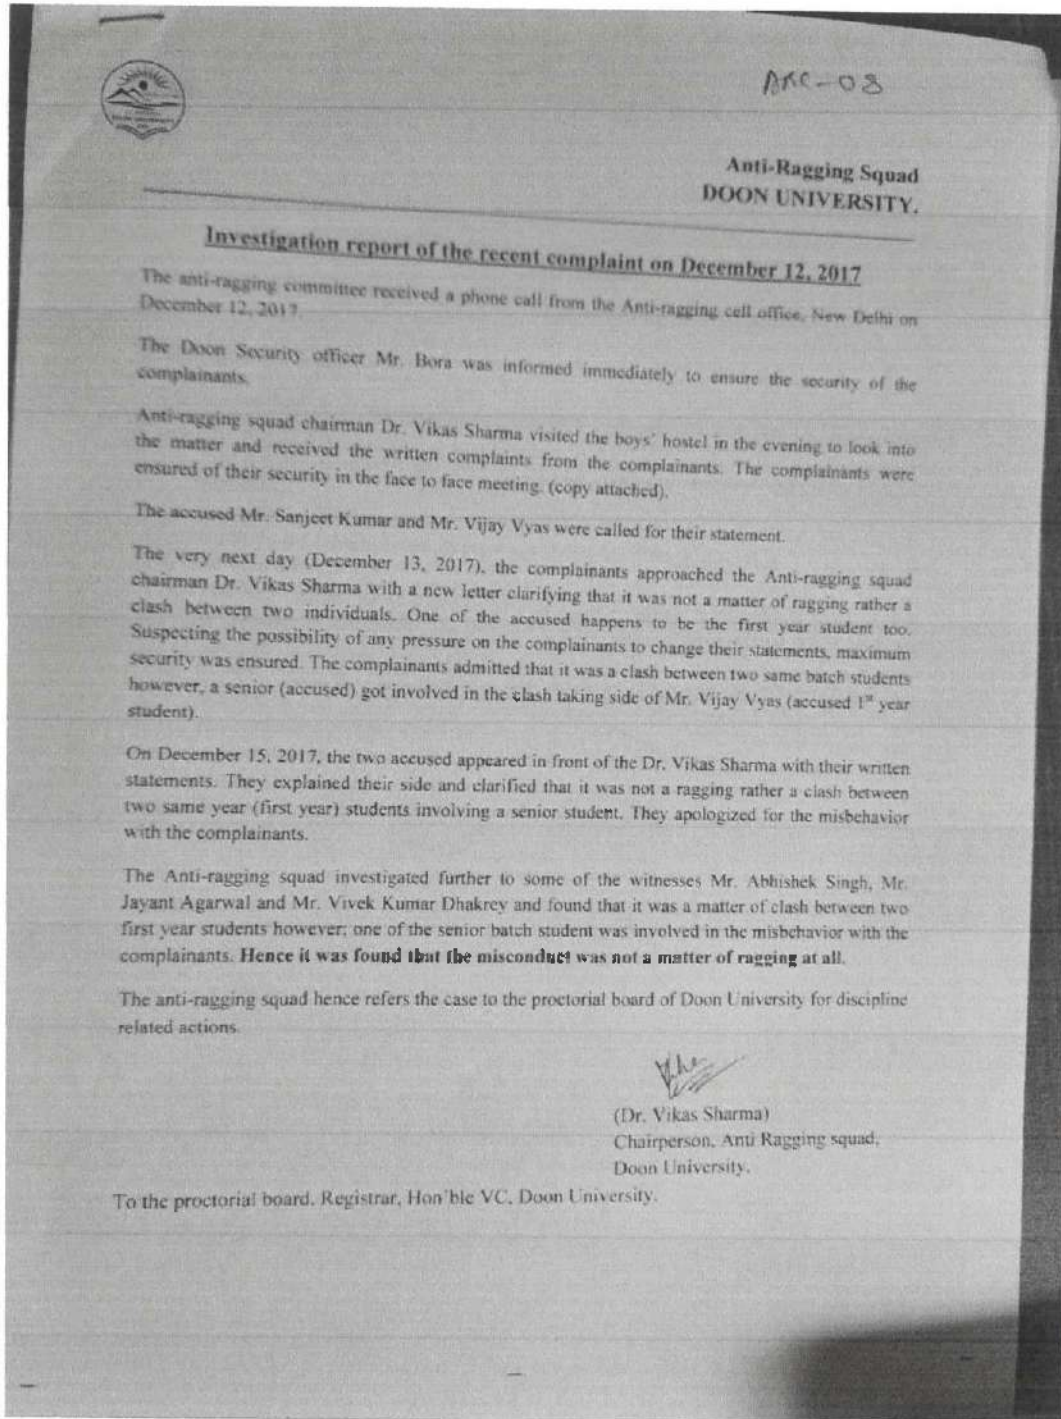 ARC-08
Anti-Ragging Squad
DOON UNIVERSITY.
Investigation report of the recent complaint on December 12, 2017
The anti-ragging committee received a phone call from the Anti-ragging cell office, New Delhi on
December 12, 2017.
The Doon Security officer Mr. Bora was informed immediately to ensure the security of the
complainants.
Anti-ragging squad chairman Dr. Vikas Sharma visited the boys' hostel in the evening to look into
the matter and received the written complaints from the complainants. The complainants were
ensured of their security in the face to face meeting. (copy attached).
The accused Mr. Sanjeet Kumar and Mr. Vijay Vyas were called for their statement.
The very next day (December 13, 2017), the complainants approached the Anti-ragging squad
chairman Dr. Vikas Sharma with a new letter clarifying that it was not a matter of ragging rather a
clash between two individuals. One of the accused happens to be the first year student too.
Suspecting the possibility of any pressure on the complainants to change their statements, maximum
security was ensured. The complainants admitted that it was a clash between two same batch students
however, a senior (accused) got involved in the clash taking side of Mr. Vijay Vyas (accused 1st year
student).
On December 15, 2017, the two accused appeared in front of the Dr. Vikas Sharma with their written
statements. They explained their side and clarified that it was not a ragging rather a clash between
two same year (first year) students involving a senior student. They apologized for the misbehavior
with the complainants.
The Anti-ragging squad investigated further to some of the witnesses Mr. Abhishek Singh, Mr.
Jayant Agarwal and Mr. Vivek Kumar Dhakrey and found that it was a matter of clash between two
first year students however; one of the senior batch student was involved in the misbehavior with the
complainants. Hence it was found that the misconduct was not a matter of ragging at all.
The anti-ragging squad hence refers the case to the proctorial board of Doon University for discipline
related actions.
(Dr. Vikas Sharma)
Chairperson, Anti Ragging squad,
Doon University.
To the proctorial board, Registrar, Hon'ble VC, Doon University.